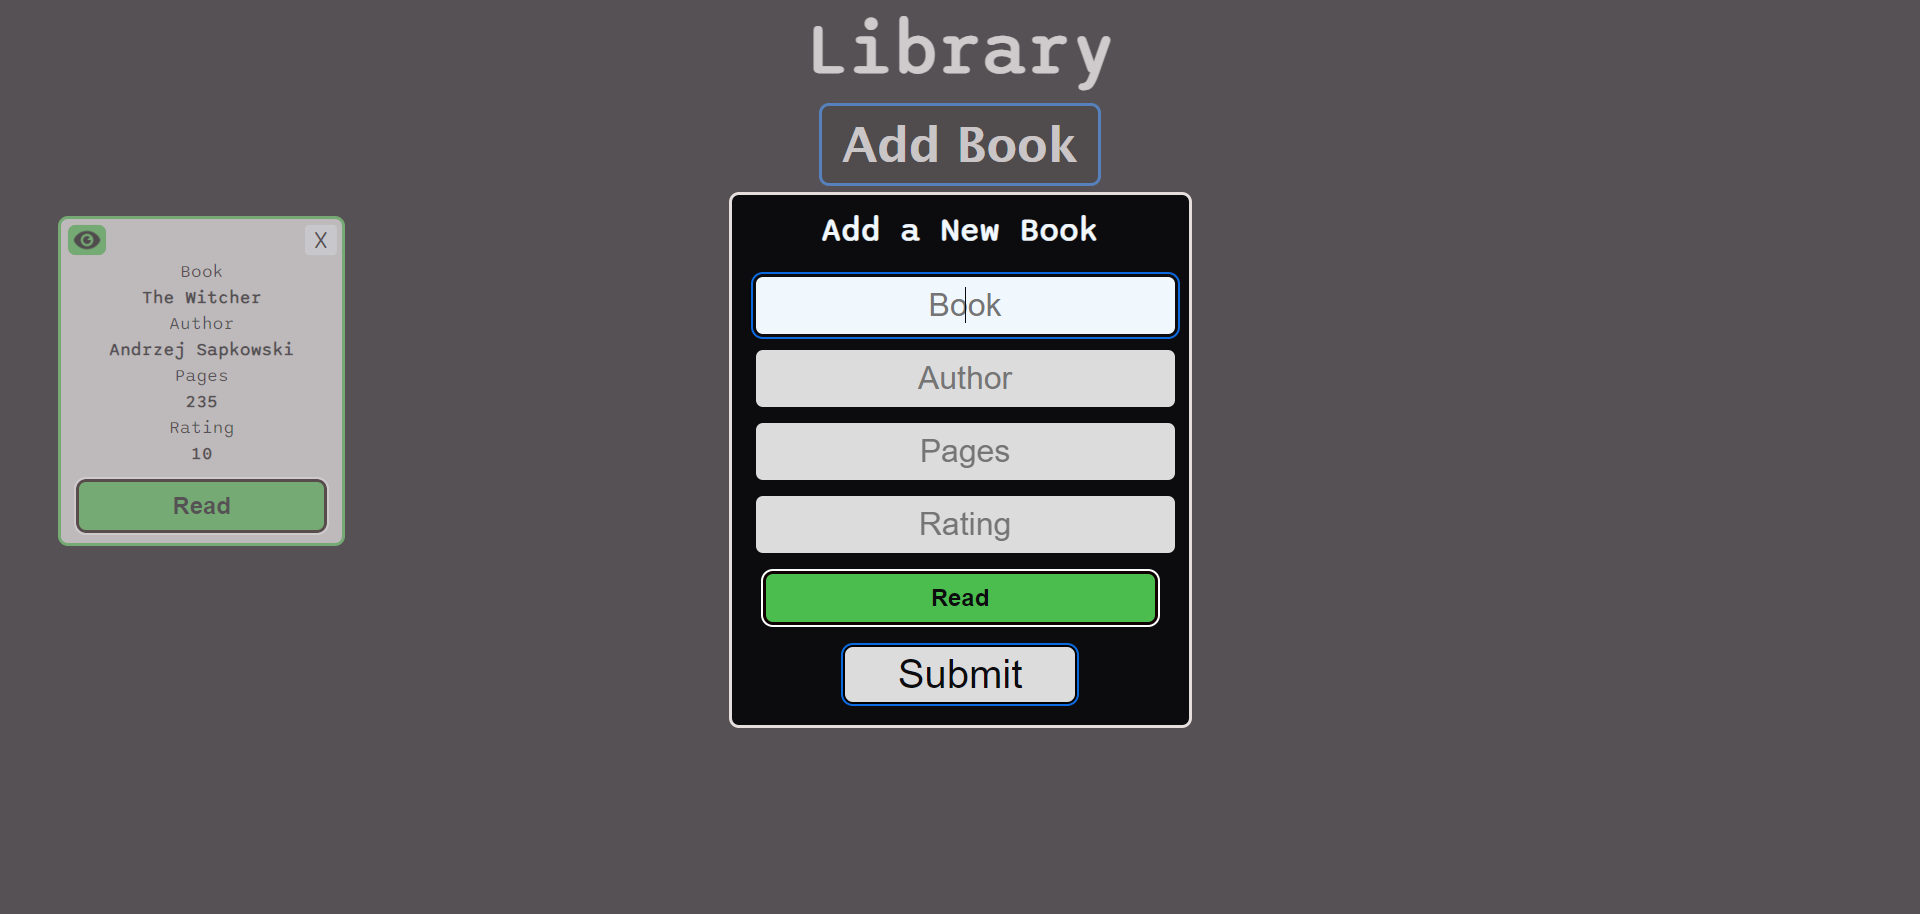 Library
Add Book
X
Book
The Witcher
Author
Andrzej Sapkowski
Pages
235
Rating
10
Read
Add a New Book
Book
Author
Pages
Rating
Read
Submit